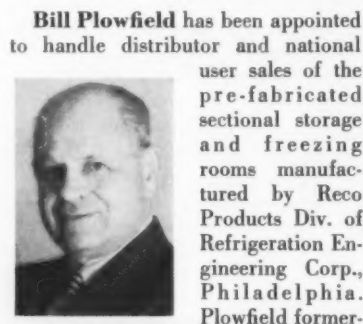 Bill Plowfield has been appointed
to handle distributor and national
user sales of the
pre-fabricated
sectional storage
and freezing
rooms manufac-
tured by Reco
Products Div. of
Refrigeration En-
gineering Corp.,
Philadelphia.
Plowfield former-